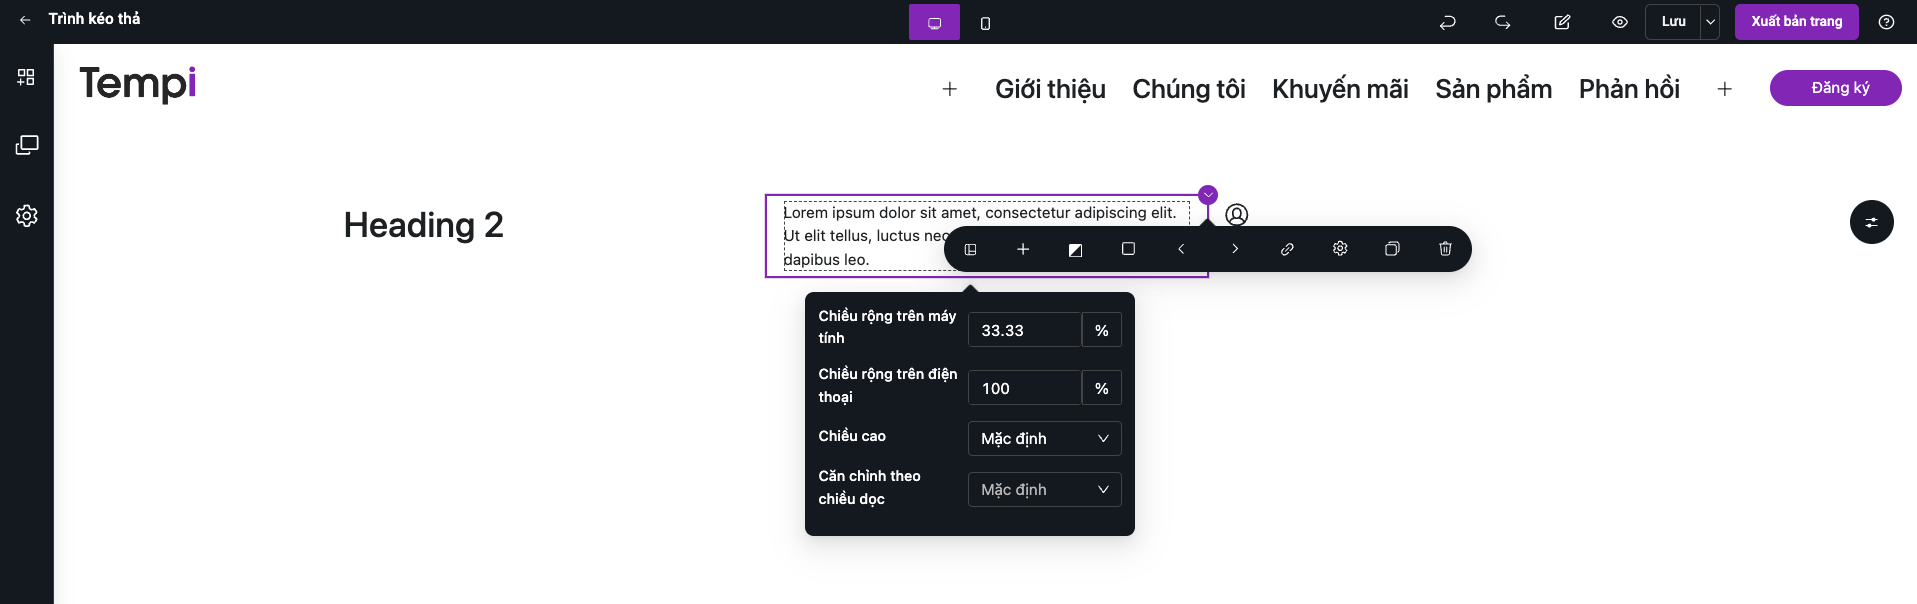 Trình kéo thả
Lưu
Xuất bản trang
Tempi
Giới thiệu
Chúng tôi
Khuyến mãi
Sản phẩm
Phản hồi
Đăng ký
Heading 2
Lorem ipsum dolor sit amet, consectetur adipiscing elit.
Ut elit tellus, luctus nec
dapibus leo.
Chiều rộng trên máy
tính
33.33
%
Chiều rộng trên điện
thoại
100
%
Chiều cao
Mặc định
Căn chỉnh theo
chiều dọc
Mặc định